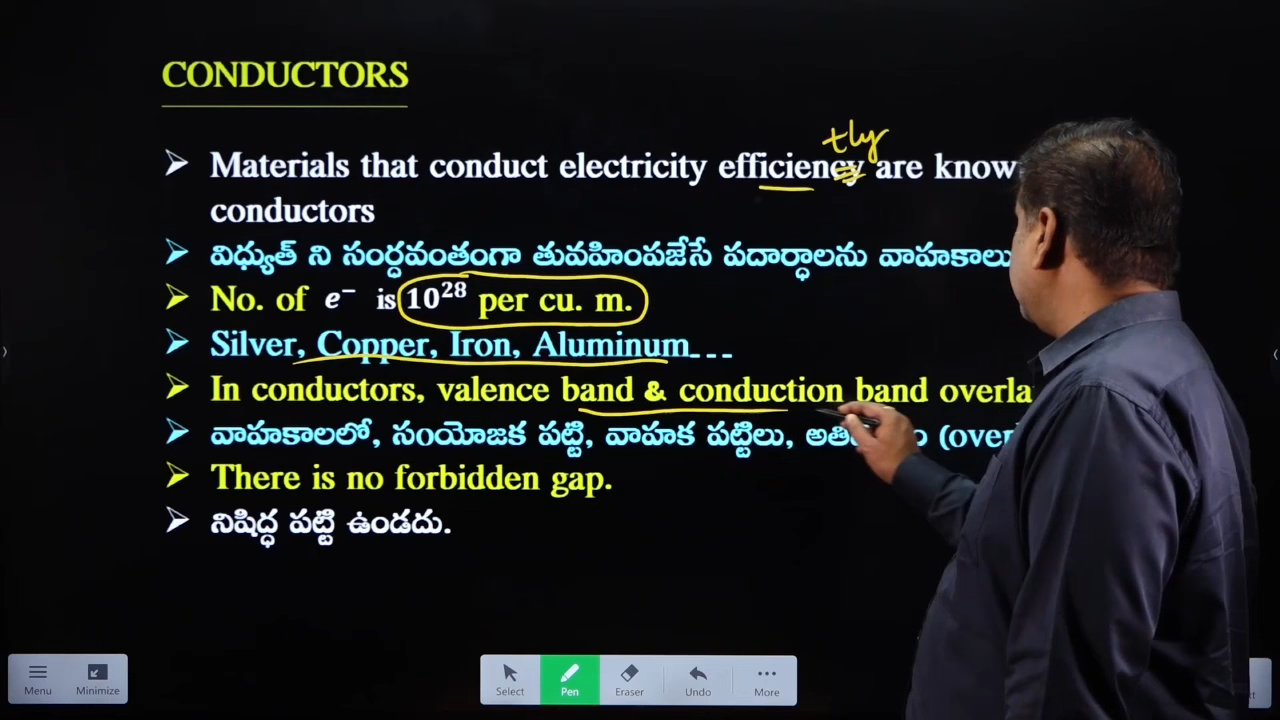 CONDUCTORS
tly
➤ Materials that conduct electricity efficiency are know
conductors
➤ విధ్యుత్ ని సంర్ధవంతంగా తువహింపజేసే పదార్ధాలను వాహకాలు
➤ No. of e⁻ is 10²⁸ per cu. m.
➤ Silver, Copper, Iron, Aluminum---
➤ In conductors, valence band & conduction band overla
➤ వాహకాలలో, సంయోజక పట్టి, వాహక పట్టిలు, (over
➤ There is no forbidden gap.
➤ నిషిద్ధ పట్టి ఉండదు.
Menu Minimize Select Pen Eraser Undo More